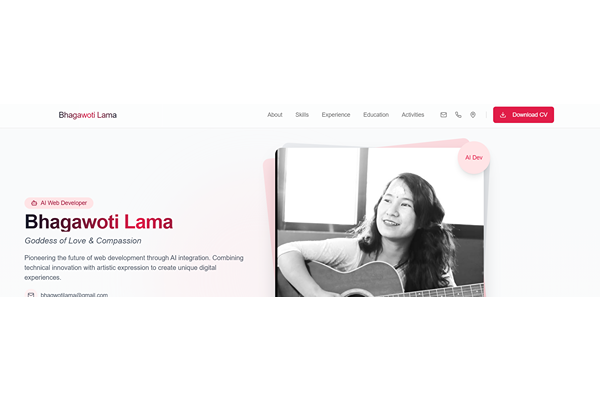 Bhagawoti Lama
About Skills Experience Education Activities Download CV
AI Dev
AI Web Developer
Bhagawoti Lama
Goddess of Love & Compassion
Pioneering the future of web development through AI integration. Combining
technical innovation with artistic expression to create unique digital
experiences.
bhagwotilama@gmail.com